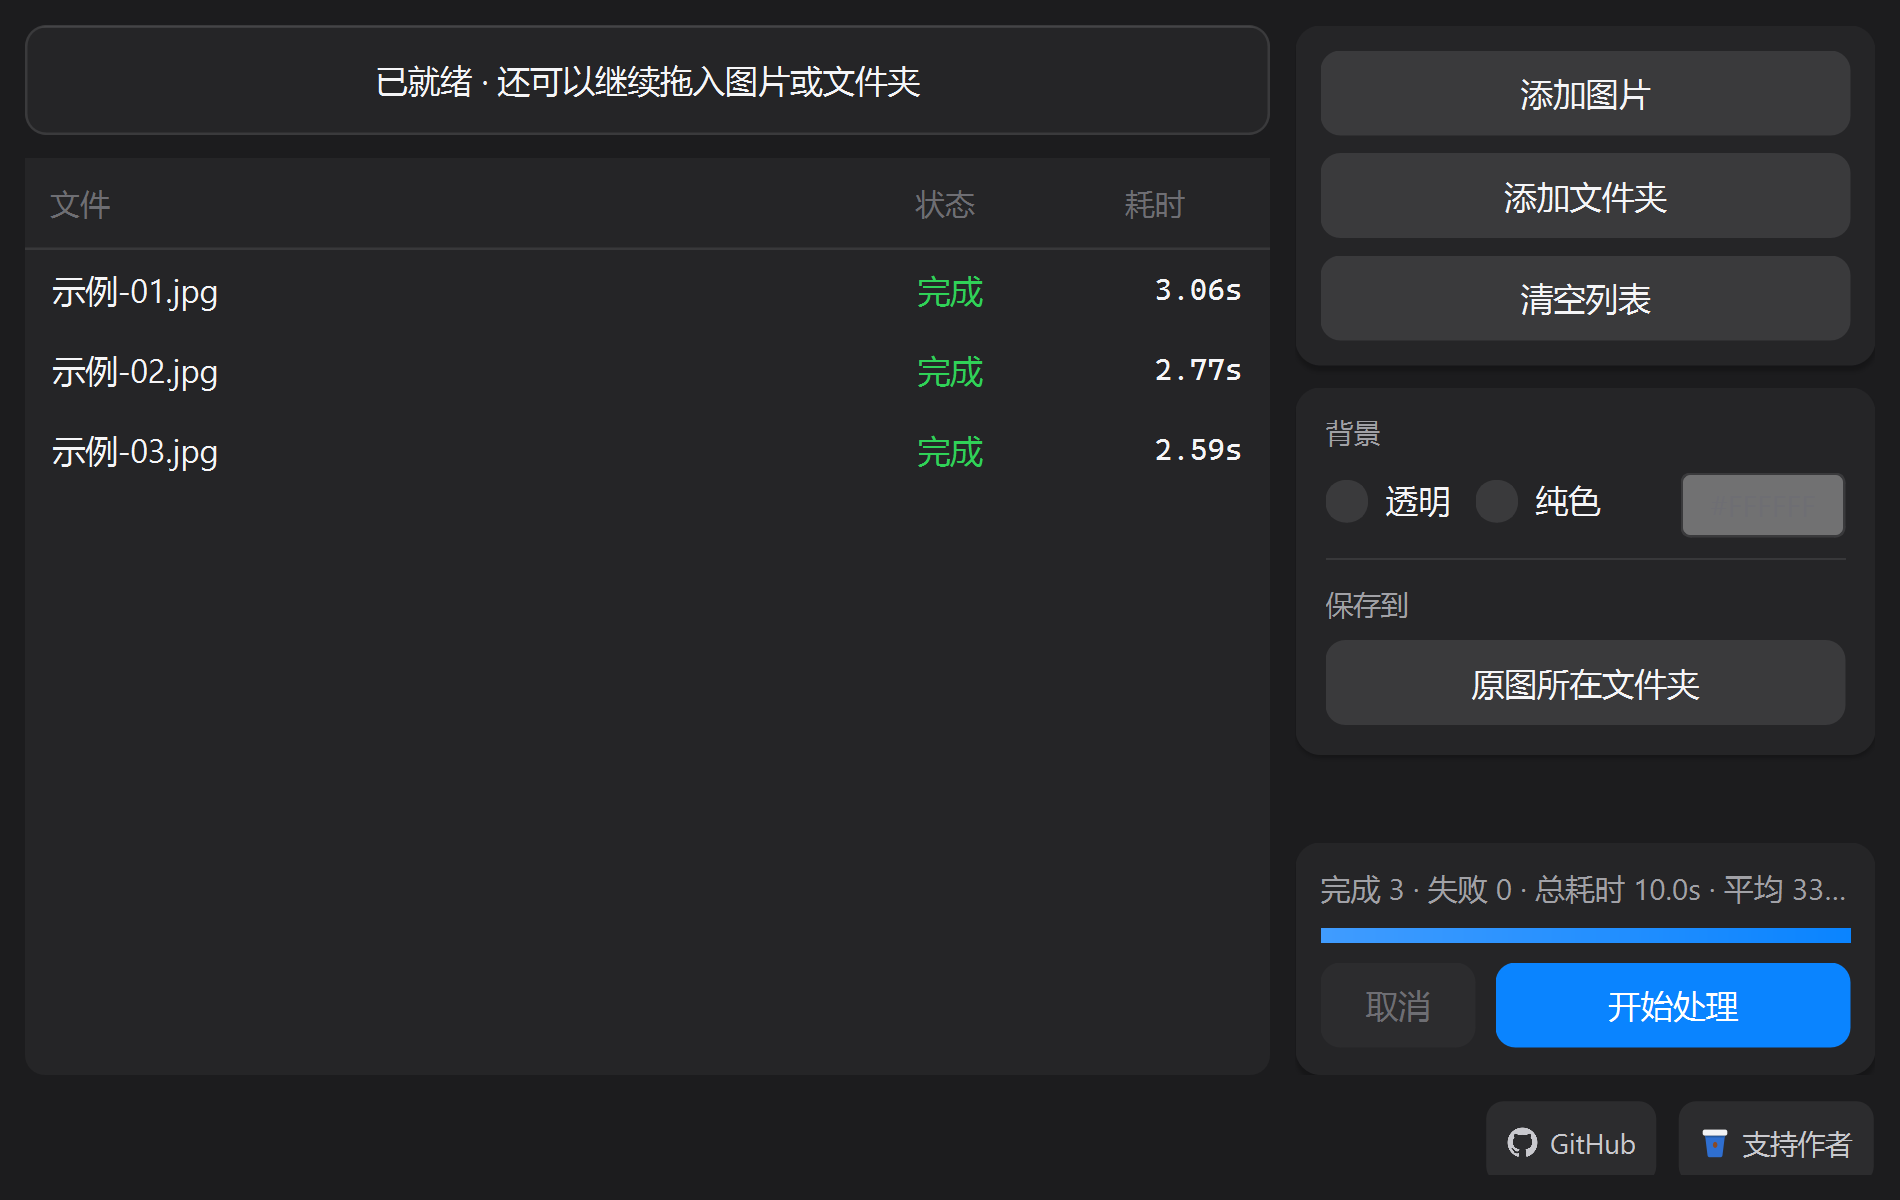 已就绪 · 还可以继续拖入图片或文件夹
文件 状态 耗时
示例-01.jpg 完成 3.06s
示例-02.jpg 完成 2.77s
示例-03.jpg 完成 2.59s
添加图片
添加文件夹
清空列表
背景
透明 纯色
保存到
原图所在文件夹
完成 3 · 失败 0 · 总耗时 10.0s · 平均 33...
取消 开始处理
GitHub 支持作者